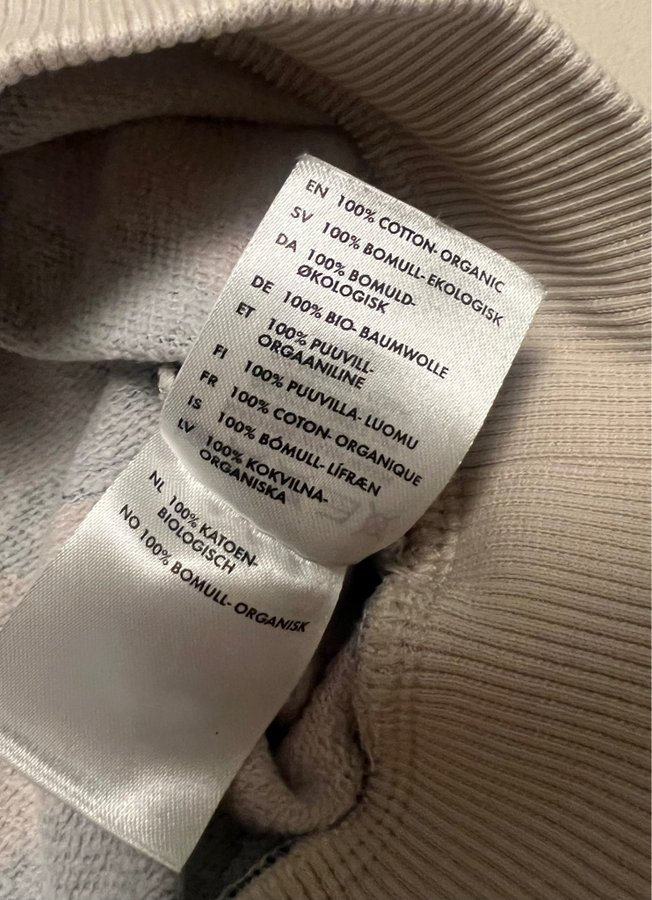 EN 100% COTTON- ORGANIC
SV 100% BOMULL- EKOLOGISK
DA 100% BOMULD-
ØKOLOGISK
DE 100% BIO- BAUMWOLLE
ET 100% PUUVILL-
ORGAANILINE
FI 100% PUUVILLA- LUOMU
FR 100% COTON- ORGANIQUE
IS 100% BÓMULL- LÍFRÆN
LV 100% KOKVILNA-
ORGANISKA
NL 100% KATOEN-
BIOLOGISCH
NO 100% BOMULL- ORGANISK